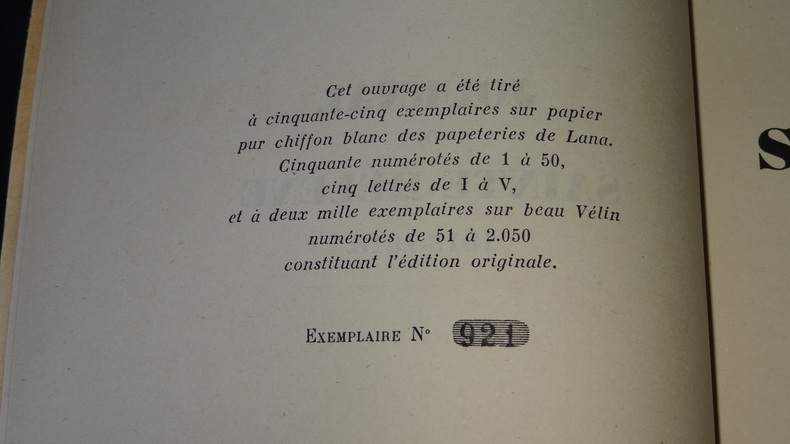 Cet ouvrage a été tiré
à cinquante-cinq exemplaires sur papier
pur chiffon blanc des papeteries de Lana.
Cinquante numérotés de 1 à 50,
cinq lettrés de I à V,
et à deux mille exemplaires sur beau Vélin
numérotés de 51 à 2.050
constituant l'édition originale.
EXEMPLAIRE N° 921
S